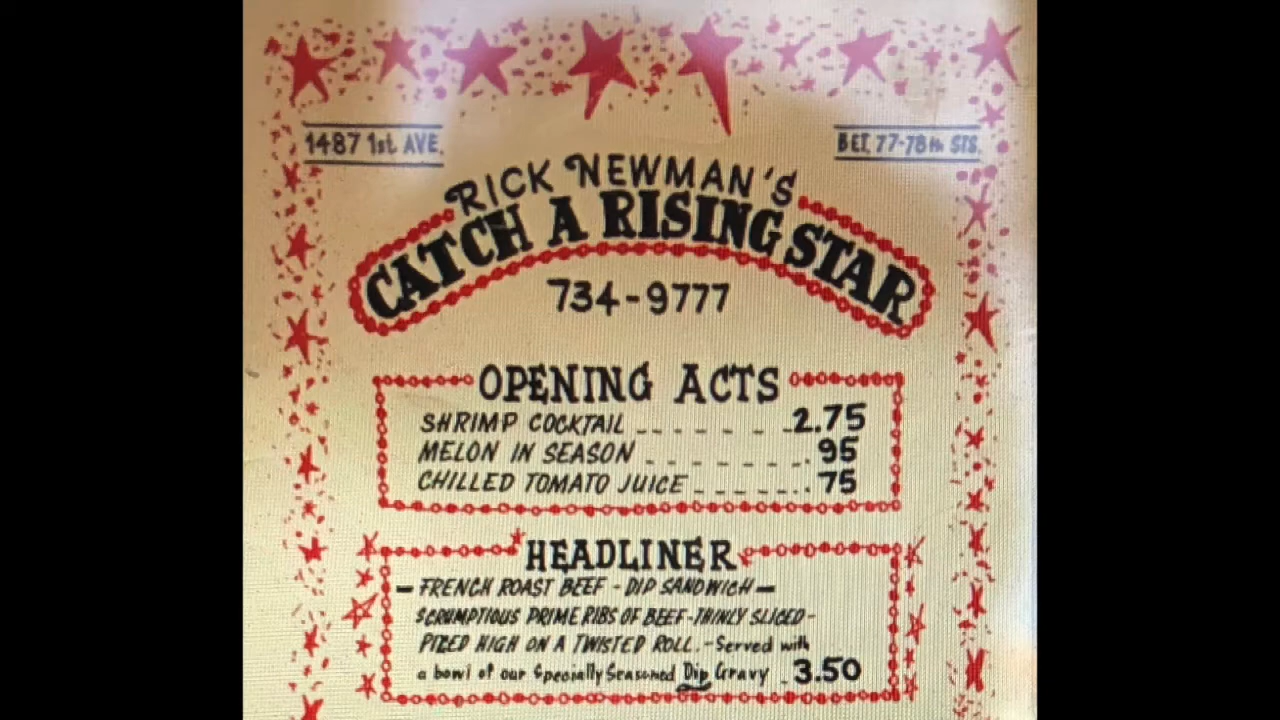 1487 1st AVE.
BET. 77-78th STS.
RICK NEWMAN'S
CATCH A RISING STAR
734-9777
OPENING ACTS
SHRIMP COCKTAIL _ _ _ _ _ _ 2.75
MELON IN SEASON _ _ _ _ _ _ . 95
CHILLED TOMATO JUICE _ _ _ _ _ . . 75
HEADLINER
— FRENCH ROAST BEEF - DIP SANDWICH —
SCRUMPTIOUS PRIME RIBS OF BEEF-THINLY SLICED-
PILED HIGH ON A TWISTED ROLL.-Served with
a bowl of our Specially Seasoned Dip Gravy _ 3.50